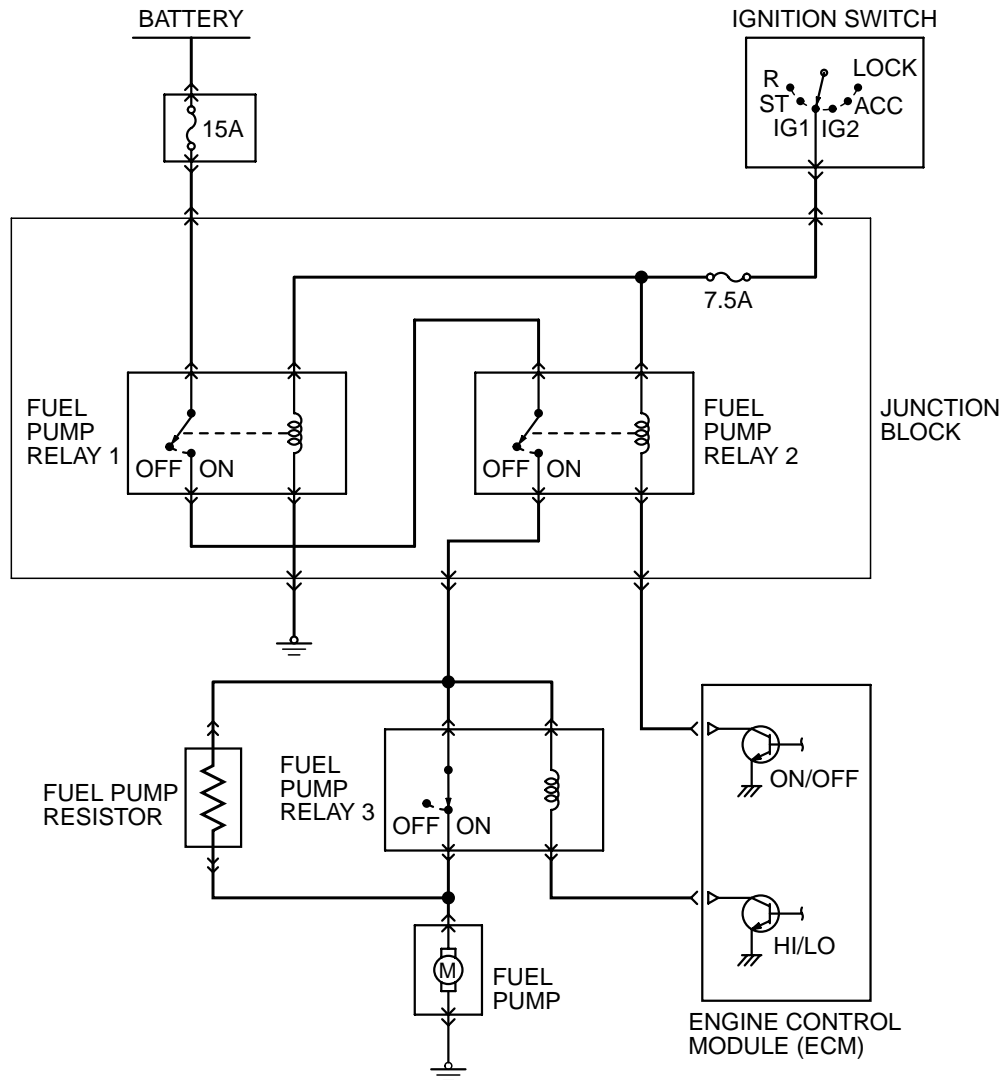 BATTERY
IGNITION SWITCH
15A
R
LOCK
ST
ACC
IG1
IG2
7.5A
FUEL
PUMP
RELAY 1
OFF
ON
OFF
ON
FUEL
PUMP
RELAY 2
JUNCTION
BLOCK
FUEL PUMP
RESISTOR
FUEL
PUMP
RELAY 3
OFF
ON
ON/OFF
HI/LO
M
FUEL
PUMP
ENGINE CONTROL
MODULE (ECM)